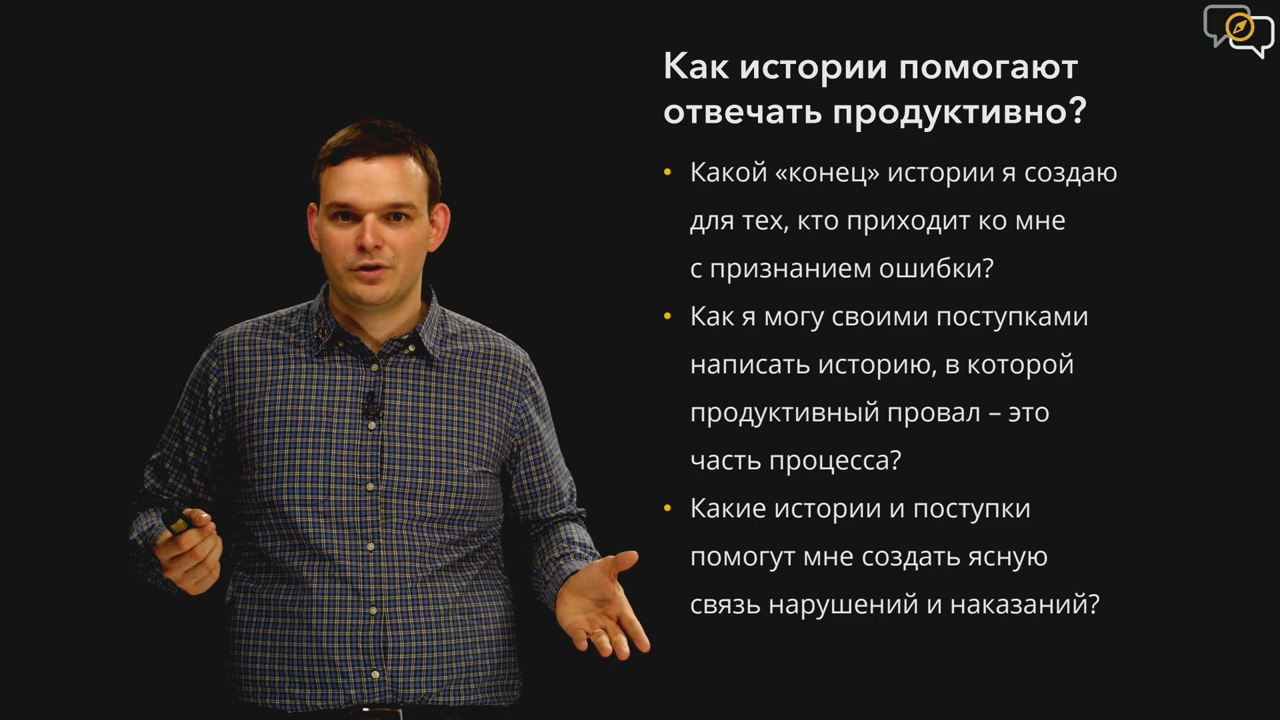 Как истории помогают
отвечать продуктивно?
• Какой «конец» истории я создаю
для тех, кто приходит ко мне
с признанием ошибки?
• Как я могу своими поступками
написать историю, в которой
продуктивный провал – это
часть процесса?
• Какие истории и поступки
помогут мне создать ясную
связь нарушений и наказаний?